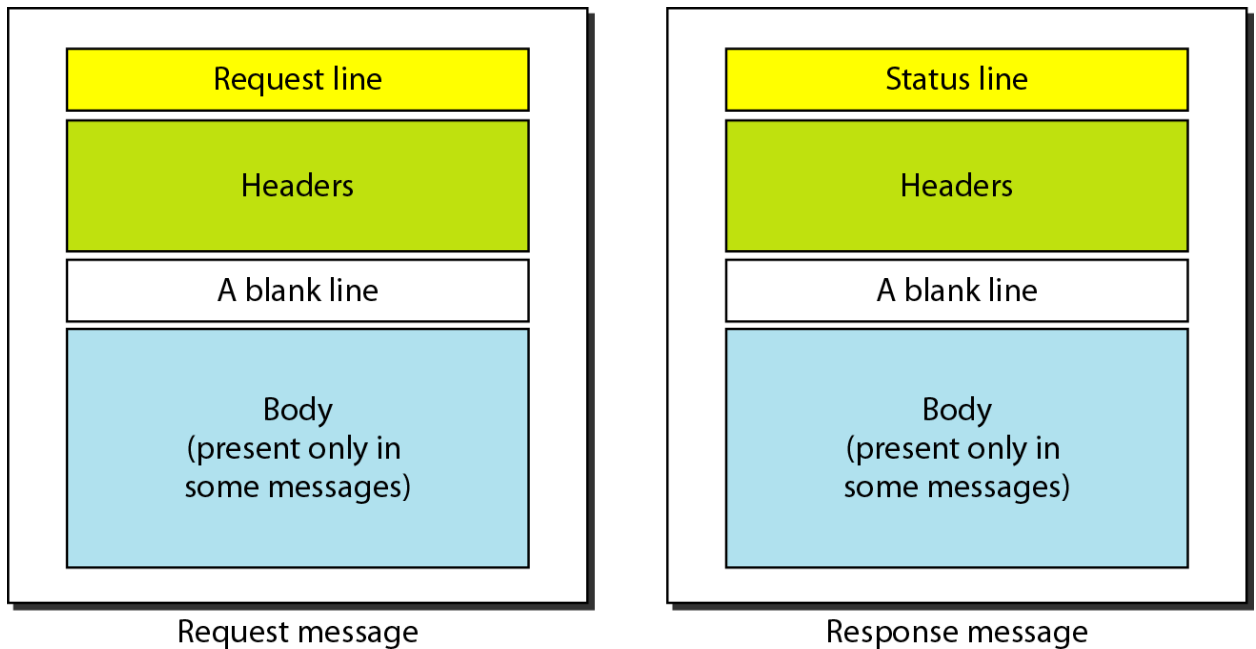 Request line
Headers
A blank line
Body
(present only in
some messages)
Request message
Status line
Headers
A blank line
Body
(present only in
some messages)
Response message